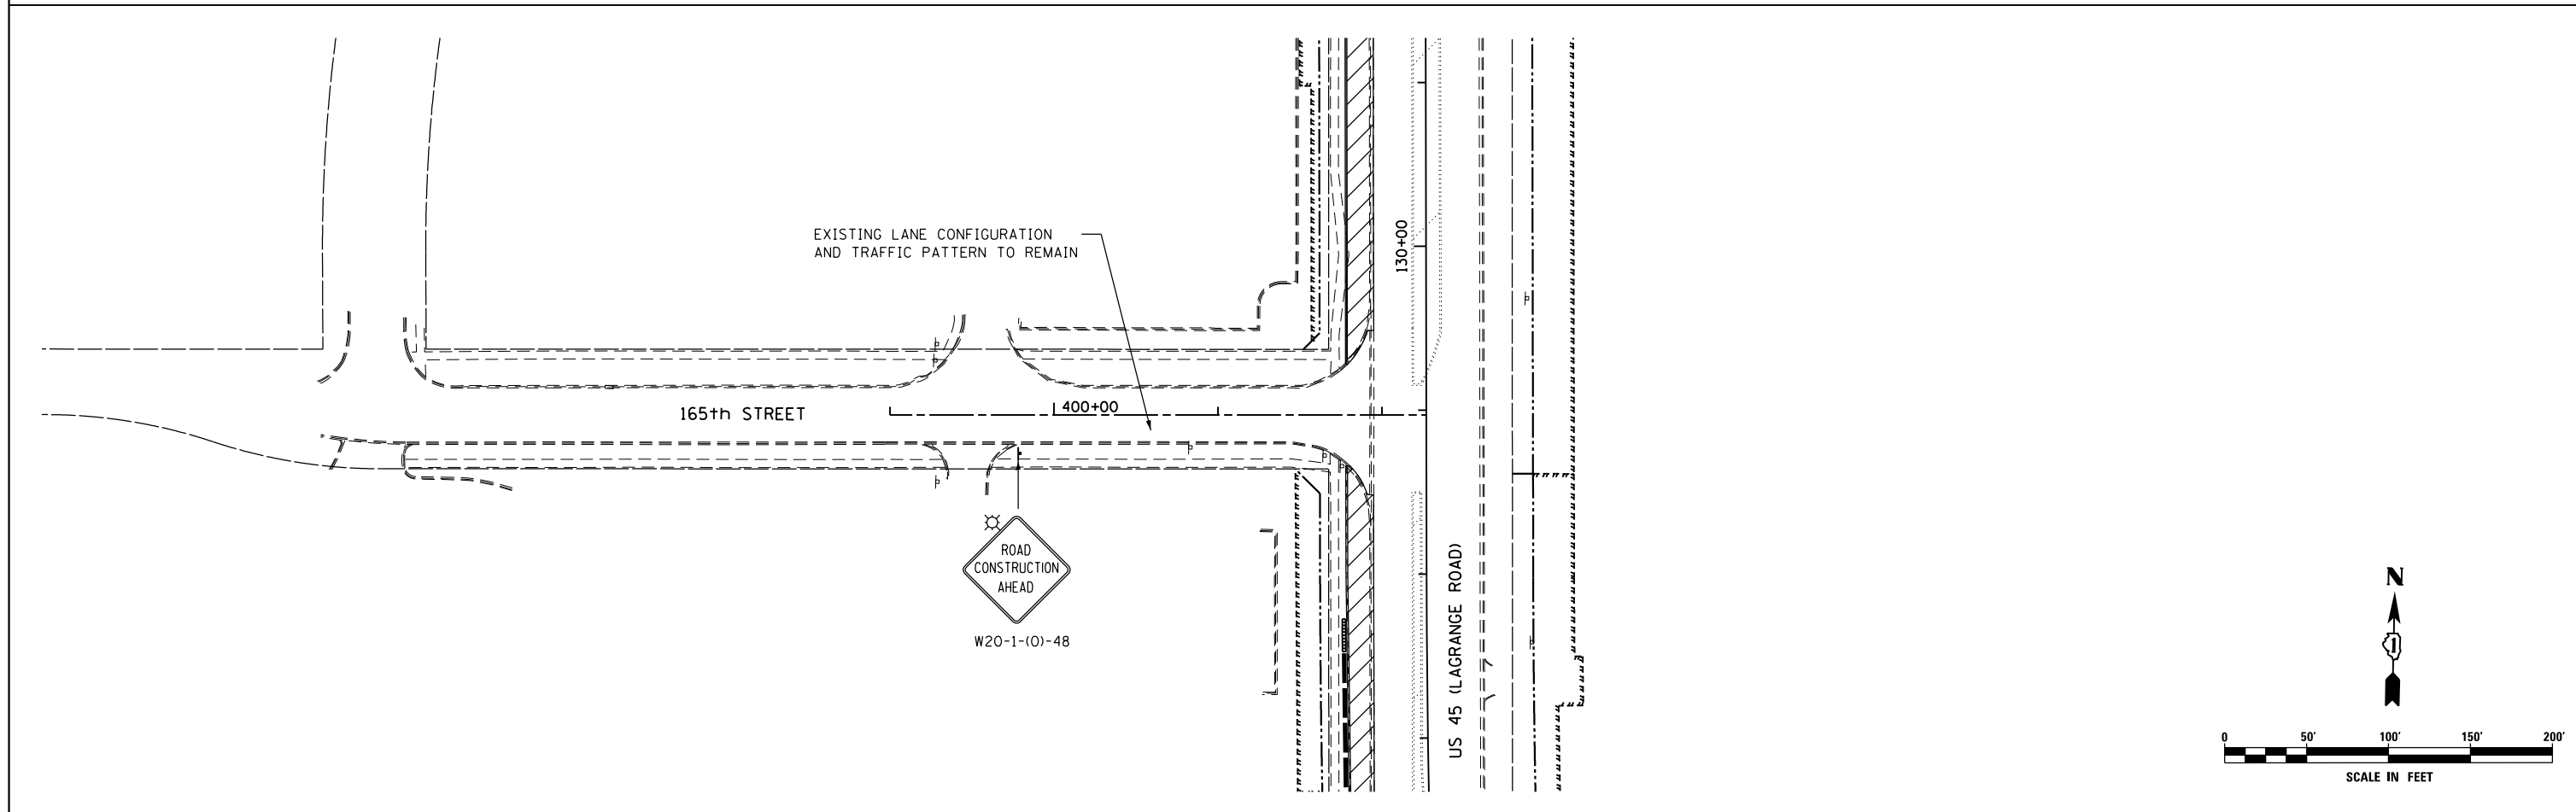 EXISTING LANE CONFIGURATION
AND TRAFFIC PATTERN TO REMAIN
130+00
165th STREET
400+00
ROAD
CONSTRUCTION
AHEAD
W20-1-(O)-48
US 45 (LAGRANGE ROAD)
N
1
0 50' 100' 150' 200'
SCALE IN FEET